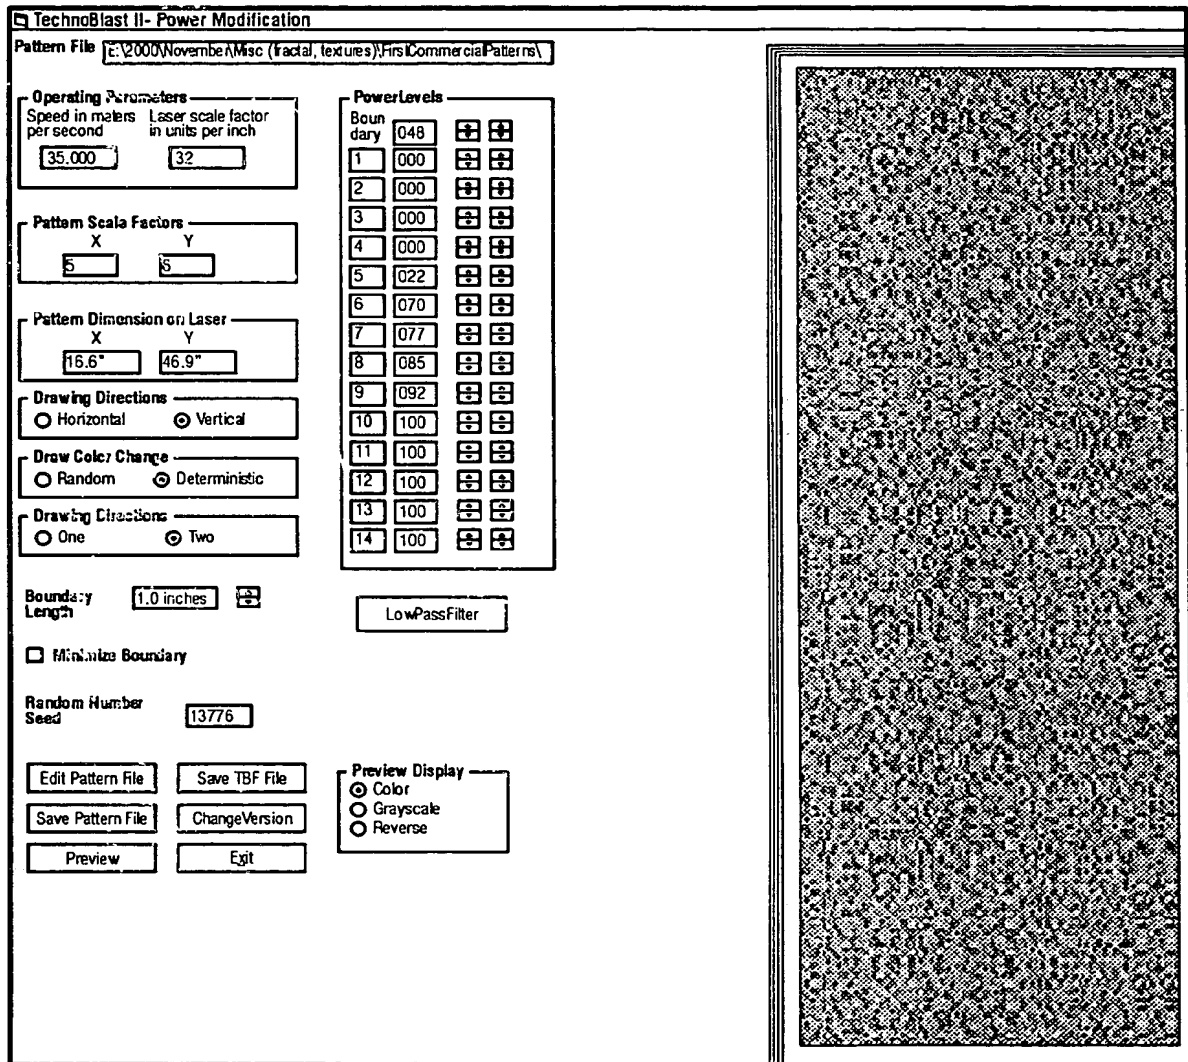 TechnoBlast II- Power Modification
Pattern File E:\2000\November\Misc (fractal, textures)\FirstCommercialPatterns\
Operating Parameters
Speed in meters per second
Laser scale factor in units per inch
35.000
32
Pattern Scala Factors
X Y
5 6
Pattern Dimension on Laser
X Y
16.6" 46.9"
Drawing Directions
Horizontal Vertical
Draw Color Change
Random Deterministic
Drawing Directions
One Two
Boundary
Length
1.0 inches
Minimize Boundary
Random Number
Seed
13776
Edit Pattern File Save TBF File
Save Pattern File ChangeVersion
Preview Exit
PowerLevels
Boun
dary 048
1 000
2 000
3 000
4 000
5 022
6 070
7 077
8 085
9 092
10 100
11 100
12 100
13 100
14 100
LowPassFilter
Preview Display
Color
Grayscale
Reverse